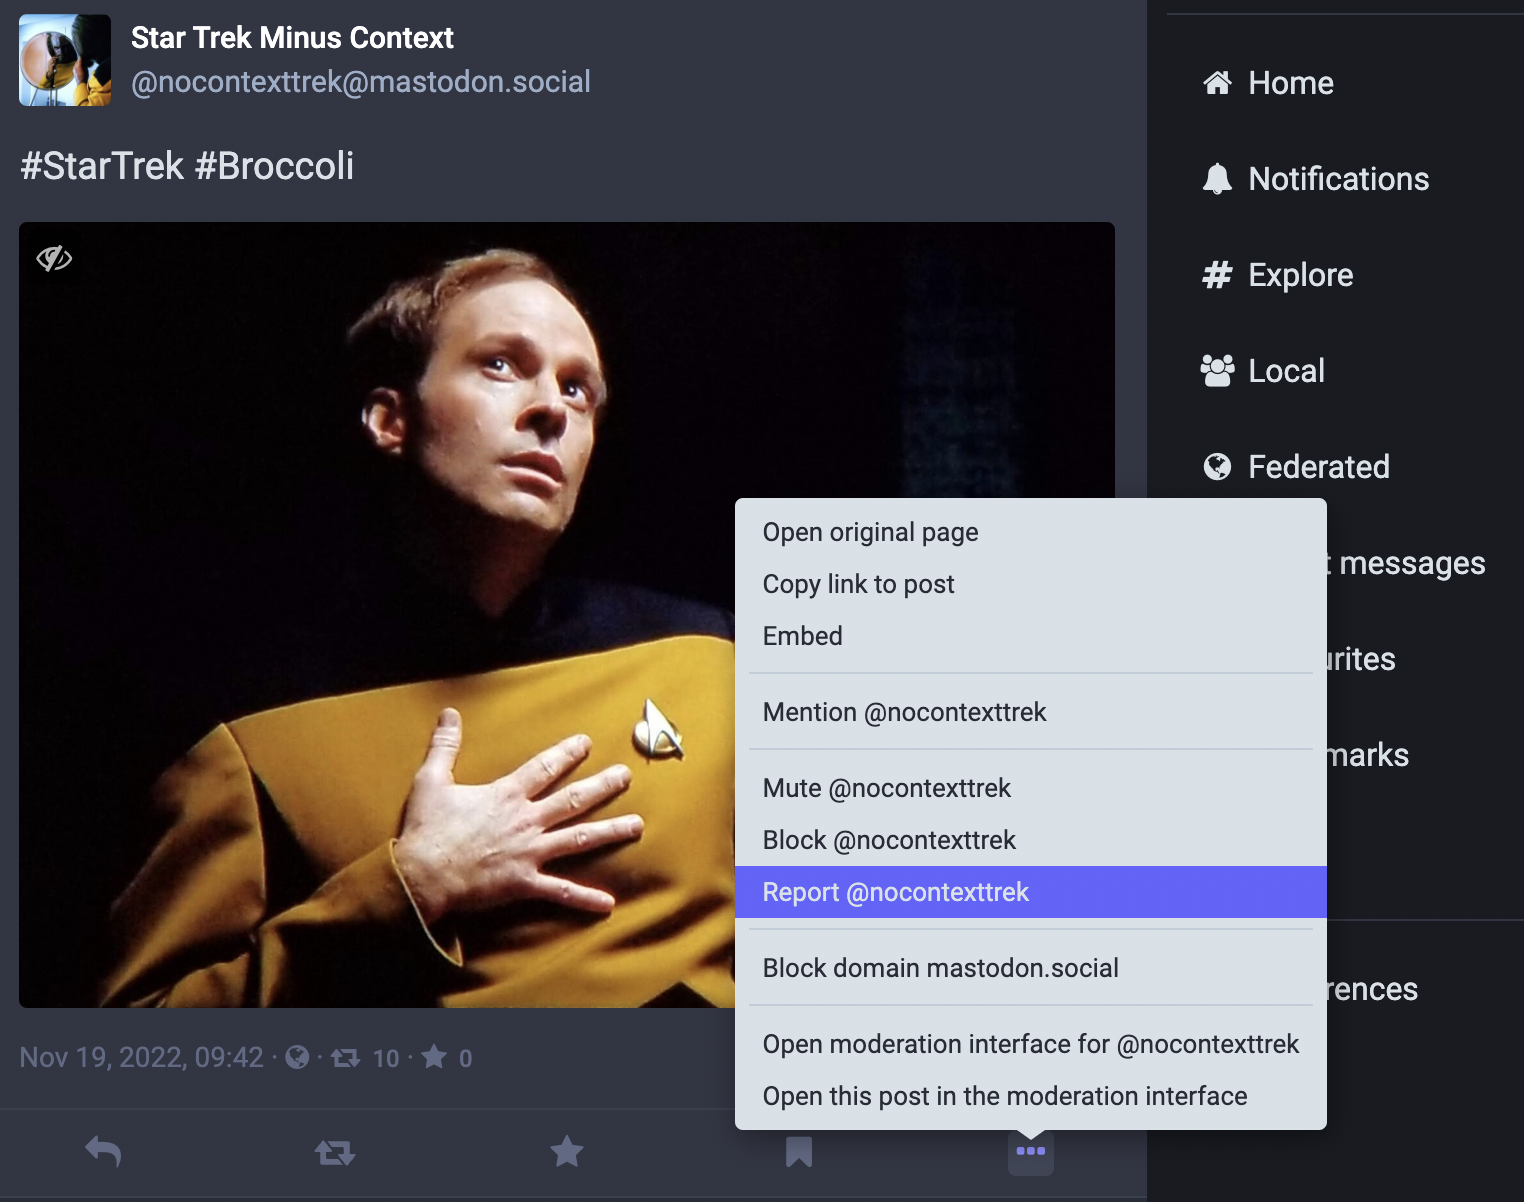 Star Trek Minus Context
@nocontexttrek@mastodon.social
#StarTrek #Broccoli
Nov 19, 2022, 09:42 · · 10 · 0
Open original page
Copy link to post
Embed
Mention @nocontexttrek
Mute @nocontexttrek
Block @nocontexttrek
Report @nocontexttrek
Block domain mastodon.social
Open moderation interface for @nocontexttrek
Open this post in the moderation interface
Home
Notifications
# Explore
Local
Federated
t messages
urites
marks
rences